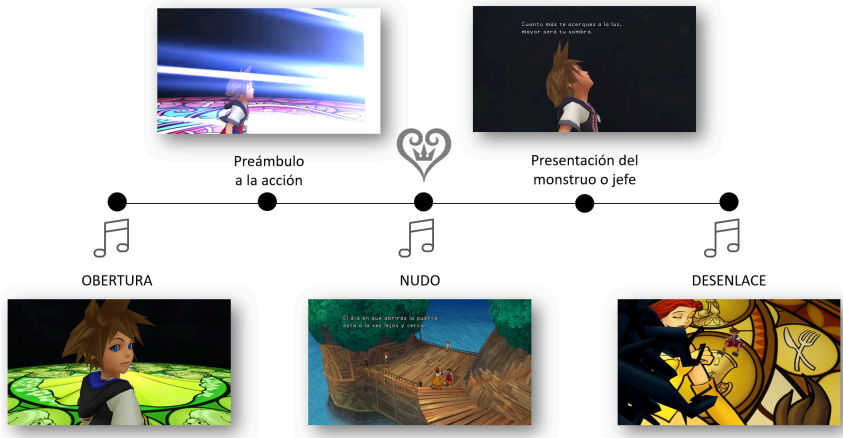 Cuanto más te acerques a la luz,
mayor será tu sombra.
Preámbulo
a la acción
Presentación del
monstruo o jefe
OBERTURA
NUDO
DESENLACE
El día en que abrirás la puerta
está a la vez lejos y cerca.